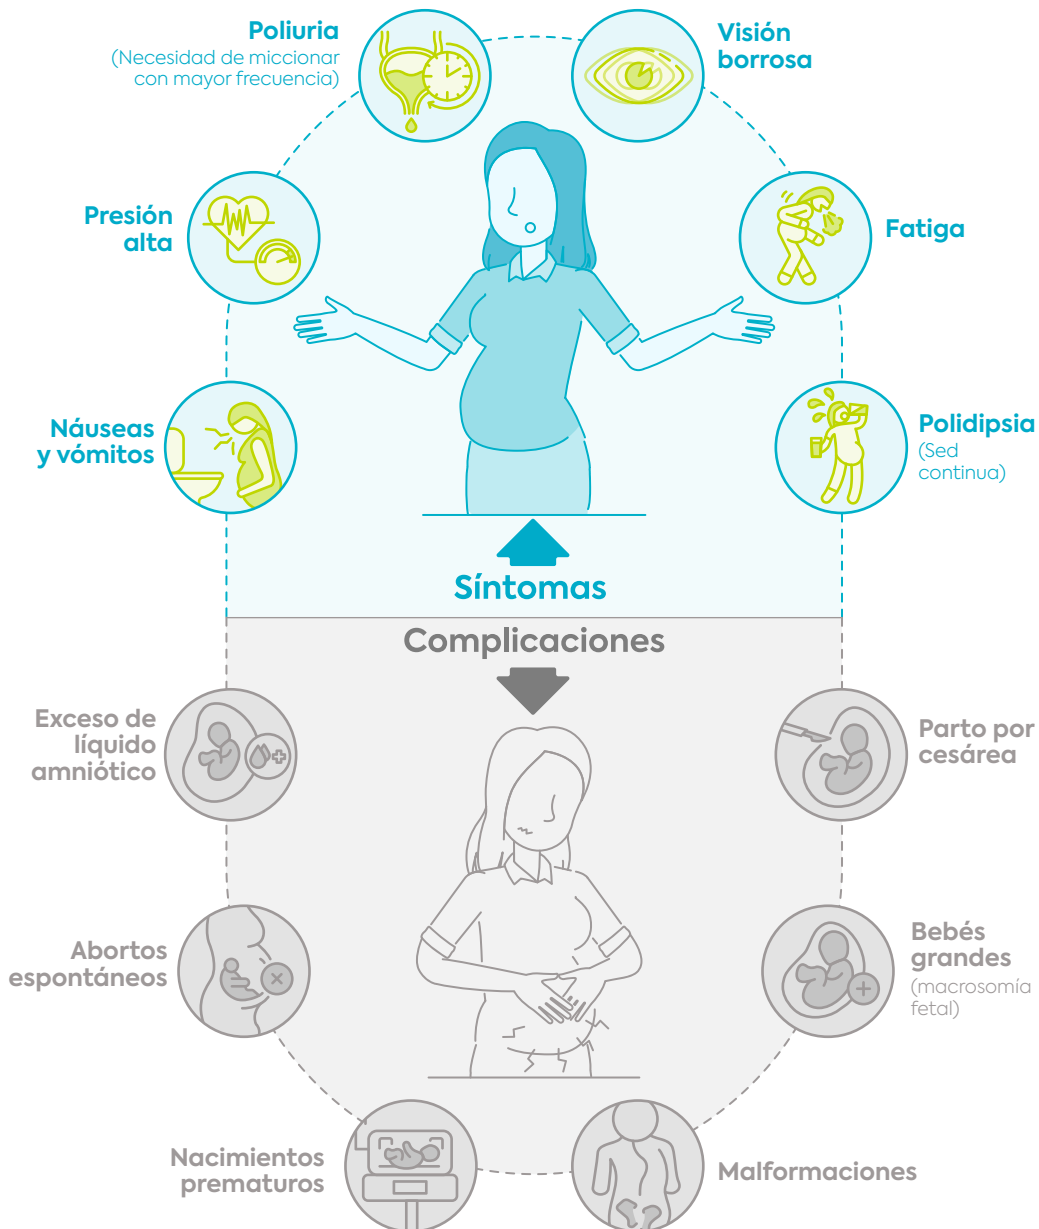 Poliuria
(Necesidad de miccionar
con mayor frecuencia)
Visión
borrosa
Presión
alta
Fatiga
Náuseas
y vómitos
Polidipsia
(Sed
continua)
Síntomas
Complicaciones
Exceso de
líquido
amniótico
Parto por
cesárea
Abortos
espontáneos
Bebés
grandes
(macrosomía
fetal)
Nacimientos
prematuros
Malformaciones